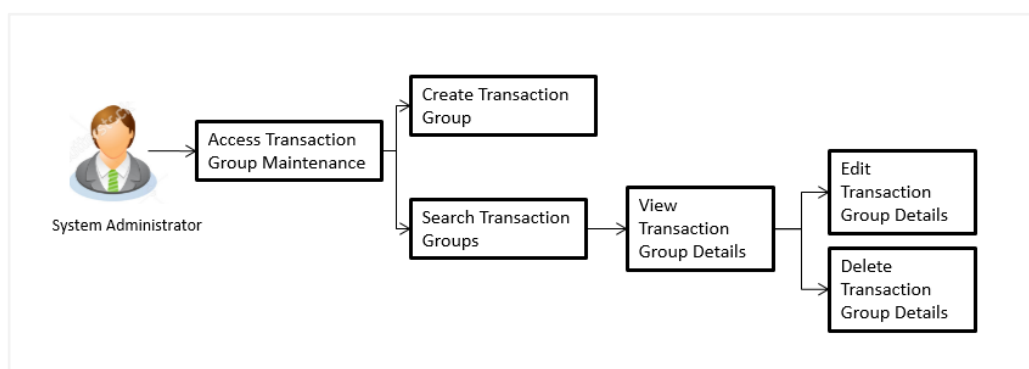 Create Transaction
Group
Access Transaction
Group Maintenance
System Administrator
Search Transaction
Groups
View
Transaction
Group Details
Edit
Transaction
Group Details
Delete
Transaction
Group Details